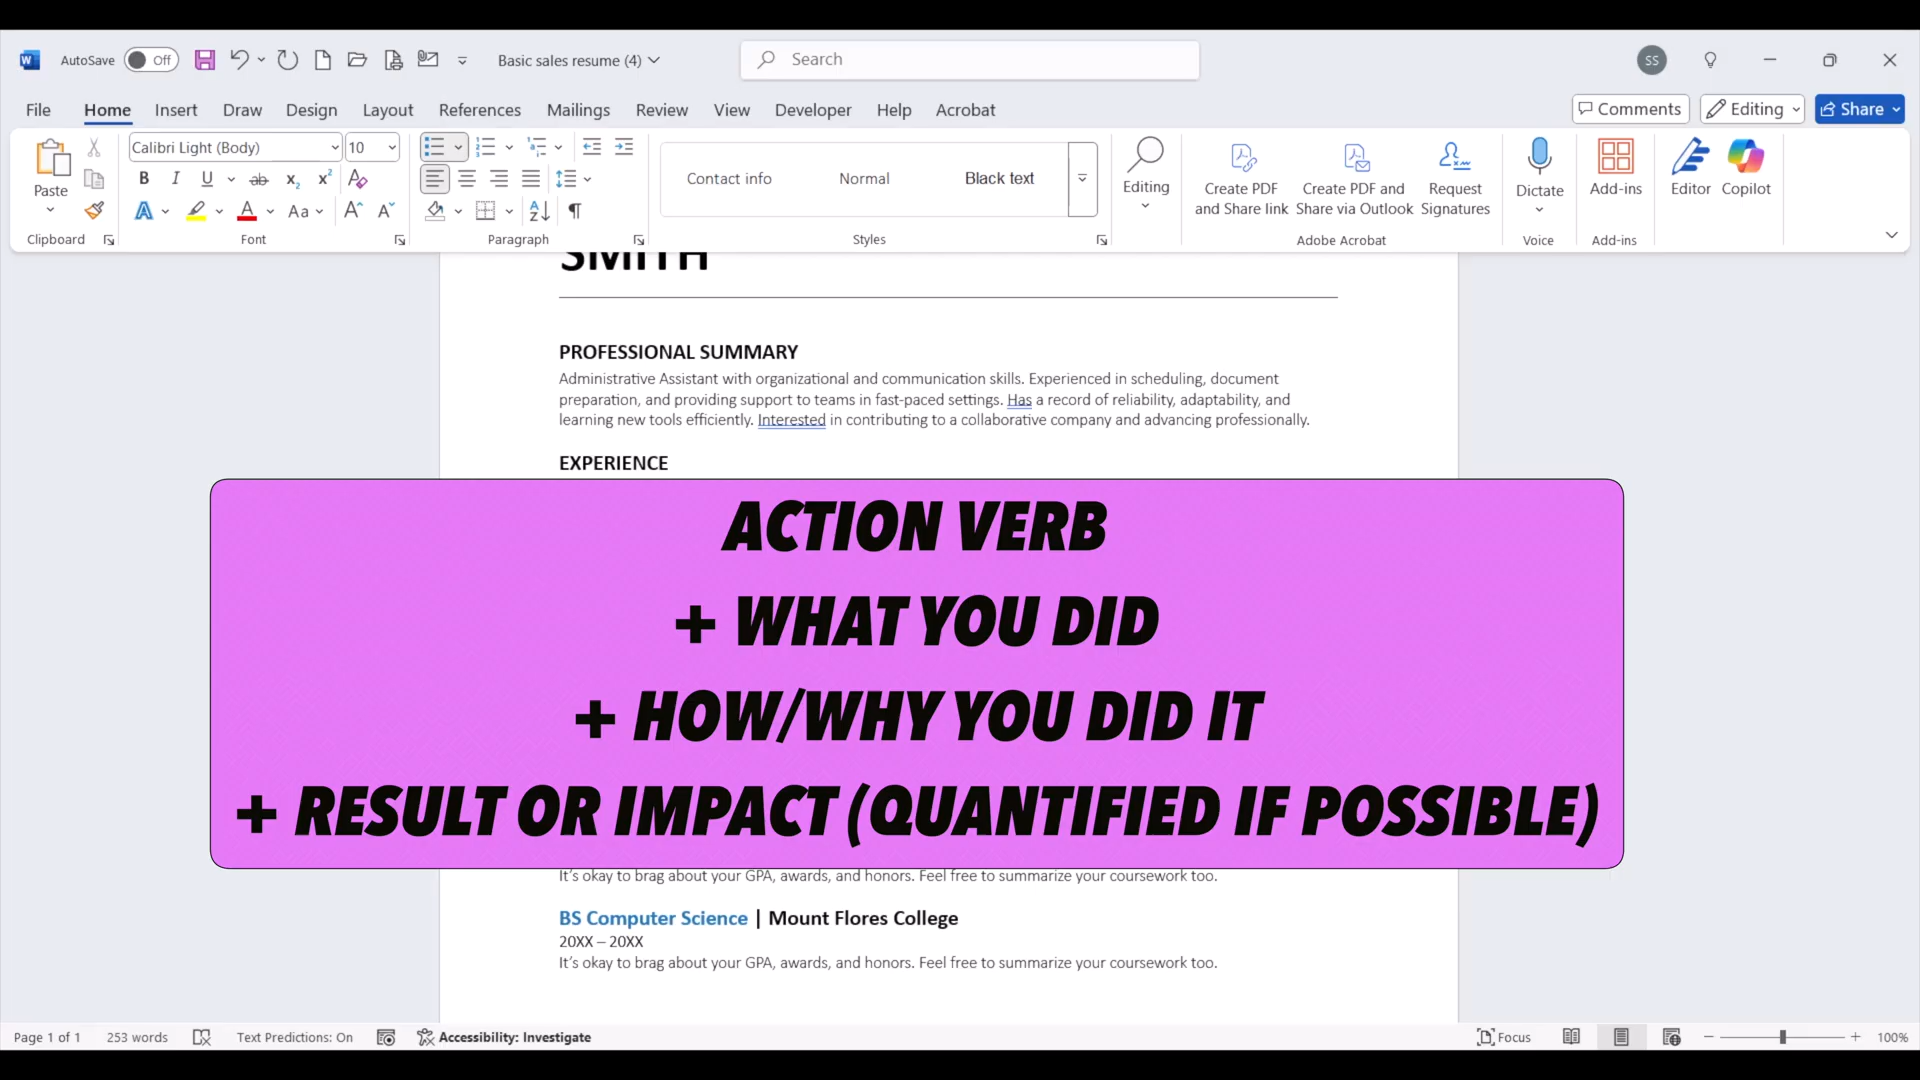 AutoSave Off Basic sales resume (4) Search SS
File Home Insert Draw Design Layout References Mailings Review View Developer Help Acrobat Comments Editing Share
Paste
Clipboard
Calibri Light (Body) 10
Font
Paragraph
Contact info Normal Black text
Styles
Editing
Create PDF
and Share link
Create PDF and
Share via Outlook
Request
Signatures
Adobe Acrobat
Dictate
Voice
Add-ins
Add-ins
Editor
Copilot
SMITH
PROFESSIONAL SUMMARY
Administrative Assistant with organizational and communication skills. Experienced in scheduling, document
preparation, and providing support to teams in fast-paced settings. Has a record of reliability, adaptability, and
learning new tools efficiently. Interested in contributing to a collaborative company and advancing professionally.
EXPERIENCE
ACTION VERB
+ WHAT YOU DID
+ HOW/WHY YOU DID IT
+ RESULT OR IMPACT (QUANTIFIED IF POSSIBLE)
It's okay to brag about your GPA, awards, and honors. Feel free to summarize your coursework too.
BS Computer Science | Mount Flores College
20XX – 20XX
It's okay to brag about your GPA, awards, and honors. Feel free to summarize your coursework too.
Page 1 of 1 253 words Text Predictions: On Accessibility: Investigate Focus 100%